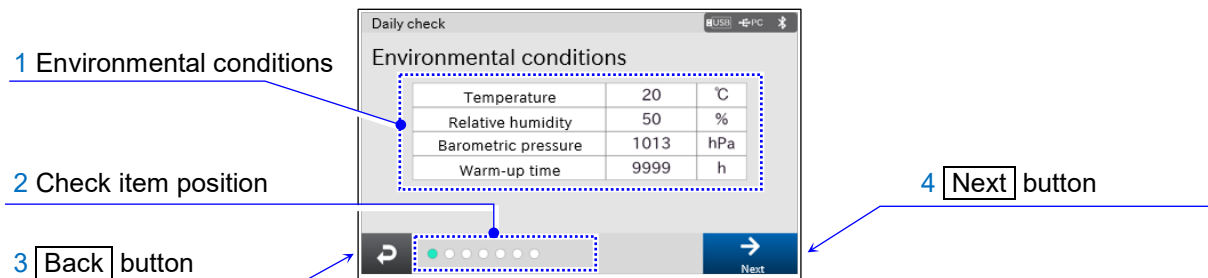 Daily check
USB PC
1 Environmental conditions
Environmental conditions
Temperature 20 ℃
Relative humidity 50 %
Barometric pressure 1013 hPa
Warm-up time 9999 h
2 Check item position
4 Next button
3 Back button
Next